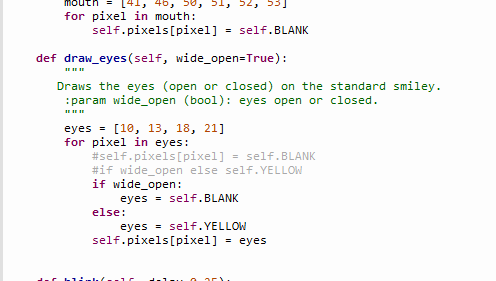 mouth = [41, 46, 50, 51, 52, 53]
for pixel in mouth:
self.pixels[pixel] = self.BLANK
def draw_eyes(self, wide_open=True):
"""
Draws the eyes (open or closed) on the standard smiley.
:param wide_open (bool): eyes open or closed.
"""
eyes = [10, 13, 18, 21]
for pixel in eyes:
#self.pixels[pixel] = self.BLANK
#if wide_open else self.YELLOW
if wide_open:
eyes = self.BLANK
else:
eyes = self.YELLOW
self.pixels[pixel] = eyes
def blink(self, delay=0.25):